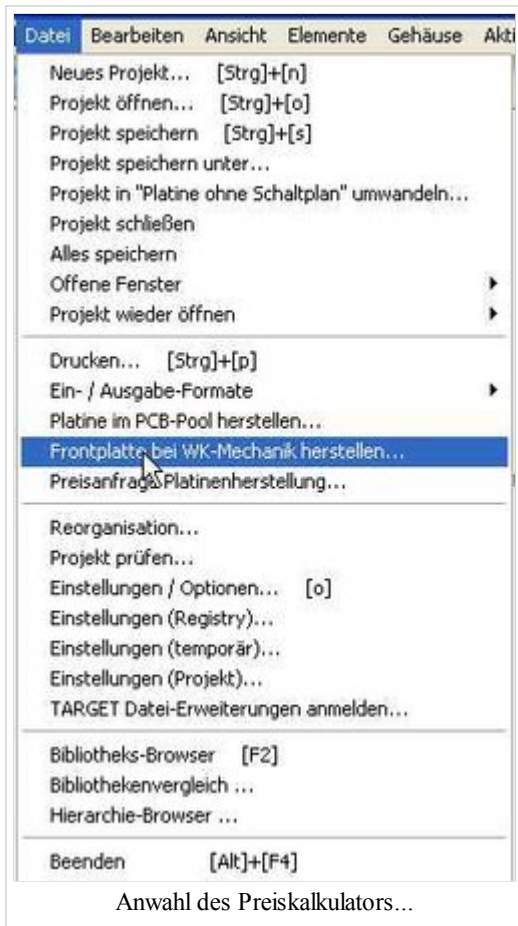 Datei Bearbeiten Ansicht Elemente Gehäuse Akti
Neues Projekt... [Strg]+[n]
Projekt öffnen... [Strg]+[o]
Projekt speichern [Strg]+[s]
Projekt speichern unter...
Projekt in "Platine ohne Schaltplan" umwandeln...
Projekt schließen
Alles speichern
Offene Fenster
Projekt wieder öffnen
Drucken... [Strg]+[p]
Ein- / Ausgabe-Formate
Platine im PCB-Pool herstellen...
Frontplatte bei WK-Mechanik herstellen...
Preisanfrage Platinenherstellung...
Reorganisation...
Projekt prüfen...
Einstellungen / Optionen... [o]
Einstellungen (Registry)...
Einstellungen (temporär)...
Einstellungen (Projekt)...
TARGET Datei-Erweiterungen anmelden...
Bibliotheks-Browser [F2]
Bibliothekenvergleich ...
Hierarchie-Browser ...
Beenden [Alt]+[F4]
Anwahl des Preiskalkulators...